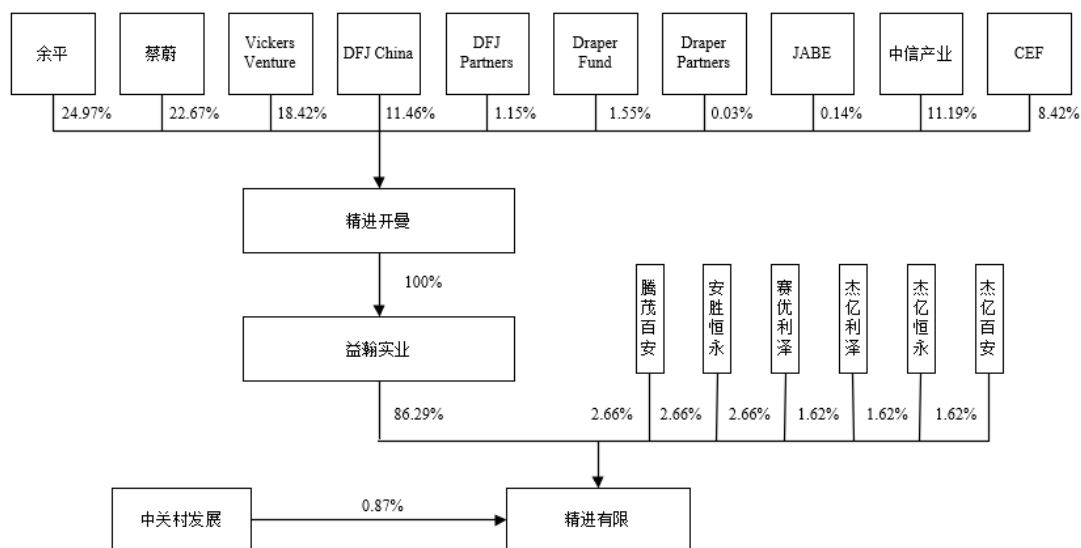 余平
蔡蔚
Vickers
Venture
DFJ China
DFJ
Partners
Draper
Fund
Draper
Partners
JABE
中信产业
CEF
24.97%
22.67%
18.42%
11.46%
1.15%
1.55%
0.03%
0.14%
11.19%
8.42%
精进开曼
100%
益瀚实业
腾茂百安
安胜恒永
赛优利泽
杰亿利泽
杰亿恒永
杰亿百安
86.29%
2.66%
2.66%
2.66%
1.62%
1.62%
1.62%
中关村发展
0.87%
精进有限